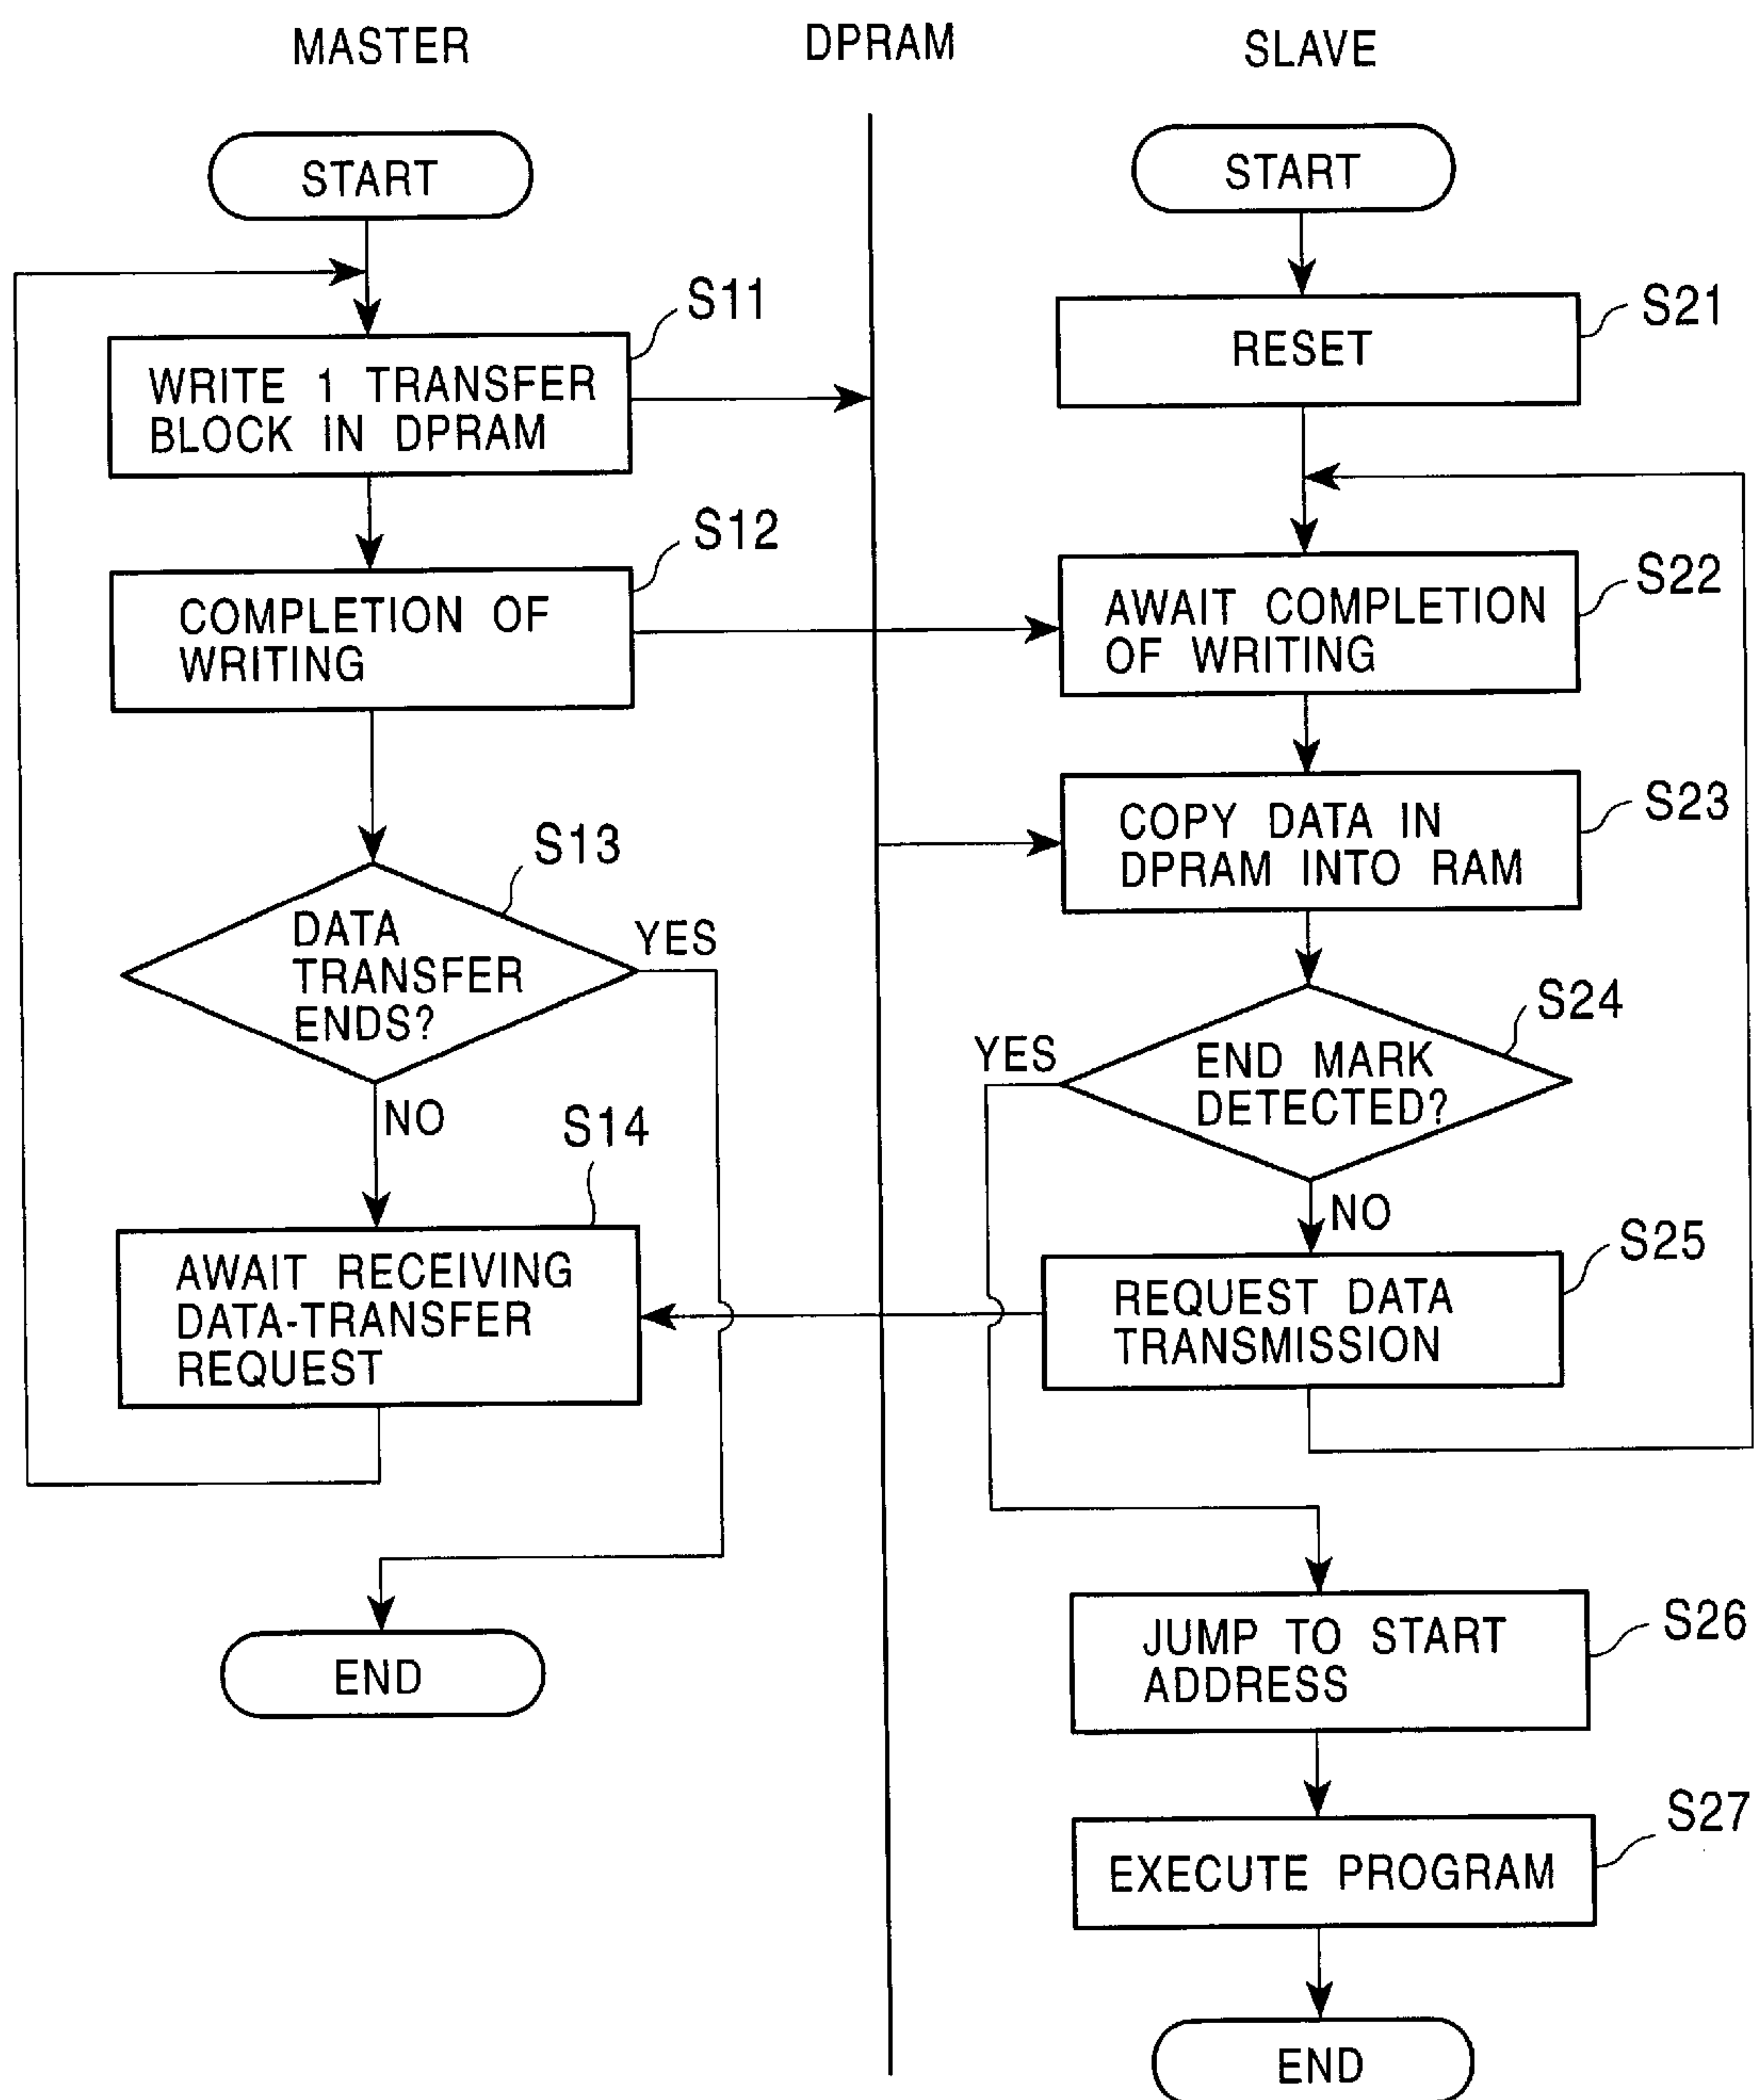 MASTER
DPRAM
SLAVE
START
S11
WRITE 1 TRANSFER
BLOCK IN DPRAM
S12
COMPLETION OF
WRITING
S13
DATA
TRANSFER
ENDS?
YES
NO
S14
AWAIT RECEIVING
DATA-TRANSFER
REQUEST
END
START
S21
RESET
S22
AWAIT COMPLETION
OF WRITING
S23
COPY DATA IN
DPRAM INTO RAM
S24
END MARK
DETECTED?
YES
NO
S25
REQUEST DATA
TRANSMISSION
S26
JUMP TO START
ADDRESS
S27
EXECUTE PROGRAM
END